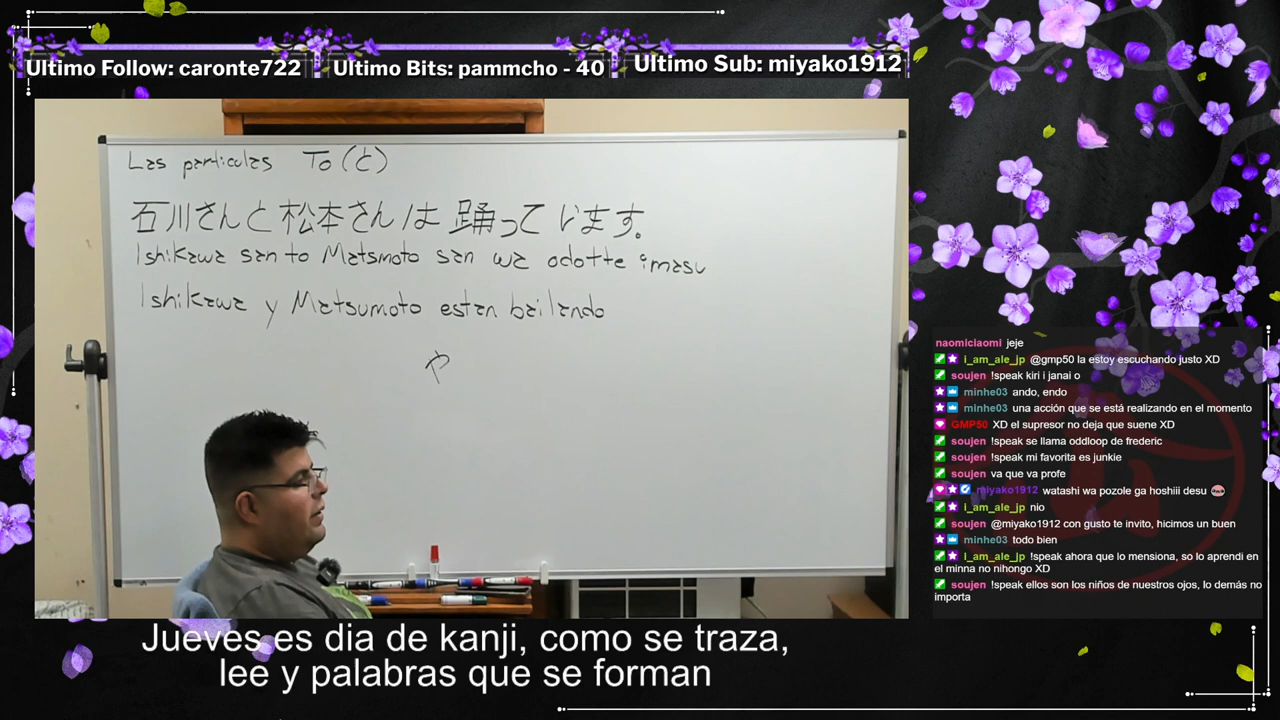 Ultimo Follow: caronte722
Ultimo Bits: pammcho - 40
Ultimo Sub: miyako1912
Las particulas To (と)
石川さんと松本さんは踊っています。
Ishikawa san to Matsmoto san wa odotte imasu
Ishikawa y Matsumoto estan bailando
や
naomiciaomi jeje
i_am_ale_jp @gmp50 la estoy escuchando justo XD
soujen !speak kiri i janai o
minhe03 ando, endo
minhe03 una acción que se está realizando en el momento
GMP50 XD el supresor no deja que suene XD
soujen !speak se llama oddloop de frederic
soujen !speak mi favorita es junkie
soujen va que va profe
miyako1912 watashi wa pozole ga hoshiii desu
i_am_ale_jp nio
soujen @miyako1912 con gusto te invito, hicimos un buen
minhe03 todo bien
i_am_ale_jp !speak ahora que lo mensiona, so lo aprendi en
el minna no nihongo XD
soujen !speak ellos son los niños de nuestros ojos, lo demás no
importa
Jueves es dia de kanji, como se traza,
lee y palabras que se forman